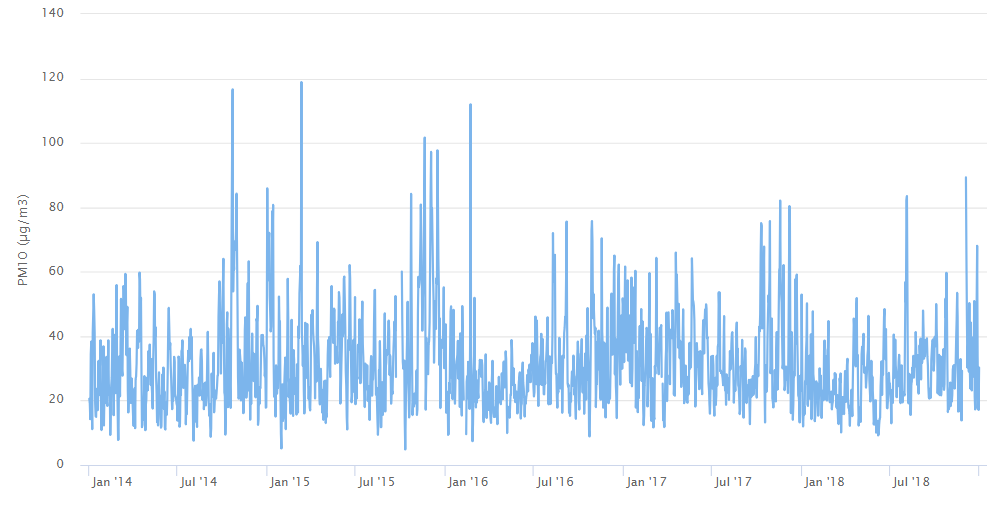 140
120
100
80
60
40
20
0
PM10 (µg/m3)
Jan '14
Jul '14
Jan '15
Jul '15
Jan '16
Jul '16
Jan '17
Jul '17
Jan '18
Jul '18